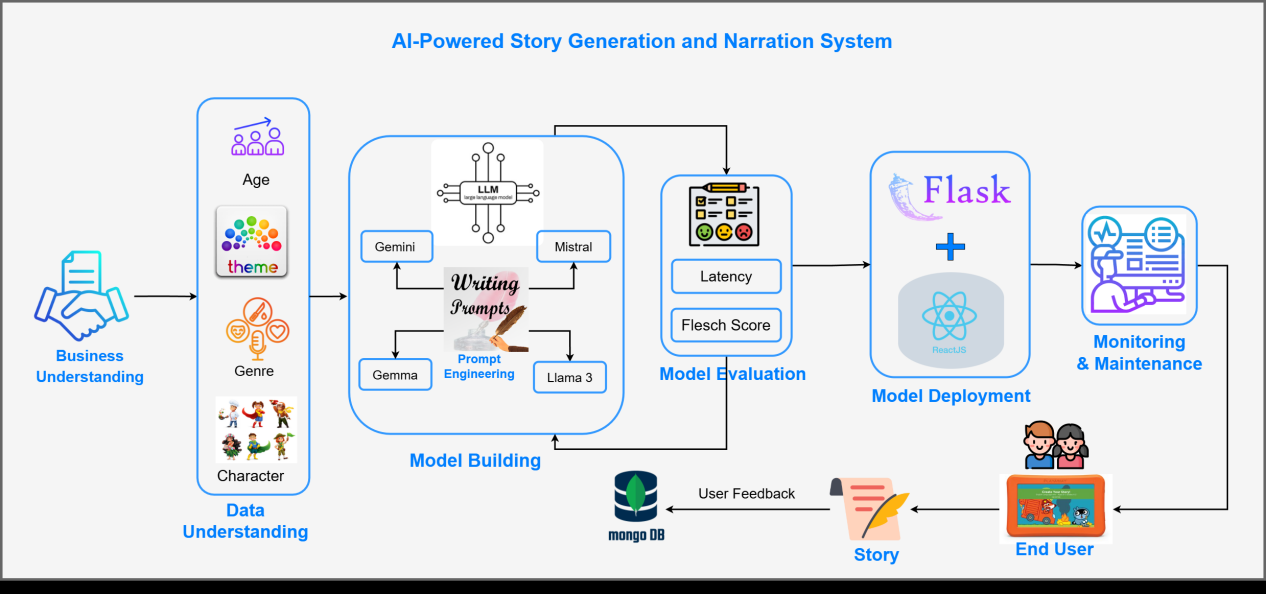 AI-Powered Story Generation and Narration System
Business
Understanding
Age
theme
Genre
Character
Data
Understanding
LLM
large language model
Gemini
Mistral
Writing
Prompts
Prompt
Engineering
Gemma
Llama 3
Model Building
Latency
Flesch Score
Model Evaluation
Flask
ReactJS
Model Deployment
Monitoring
& Maintenance
End User
Story
User Feedback
mongo DB